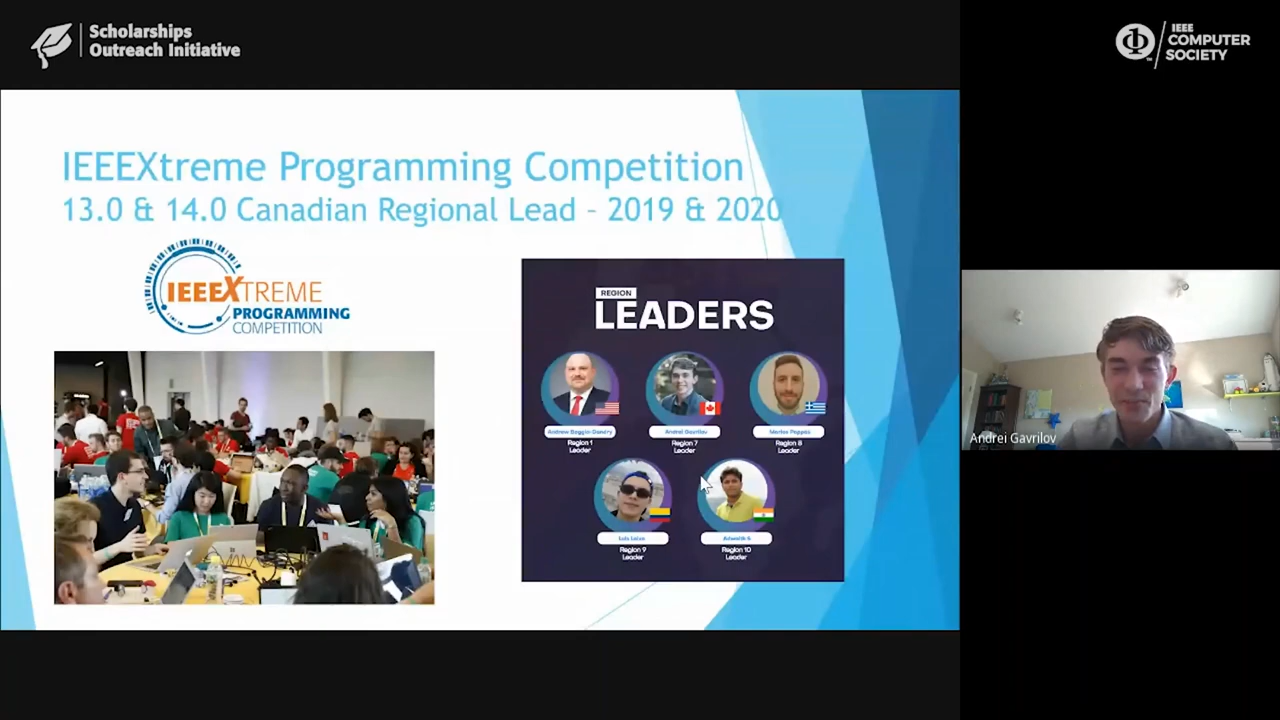 Scholarships
Outreach Initiative
IEEE
COMPUTER
SOCIETY
IEEEXtreme Programming Competition
13.0 & 14.0 Canadian Regional Lead – 2019 & 2020
IEEEXTREME
PROGRAMMING
COMPETITION
REGION
LEADERS
Andrei Gavrilov
Region 1
Leader
Region 7
Leader
Region 8
Leader
Region 9
Leader
Region 10
Leader
Andrei Gavrilov